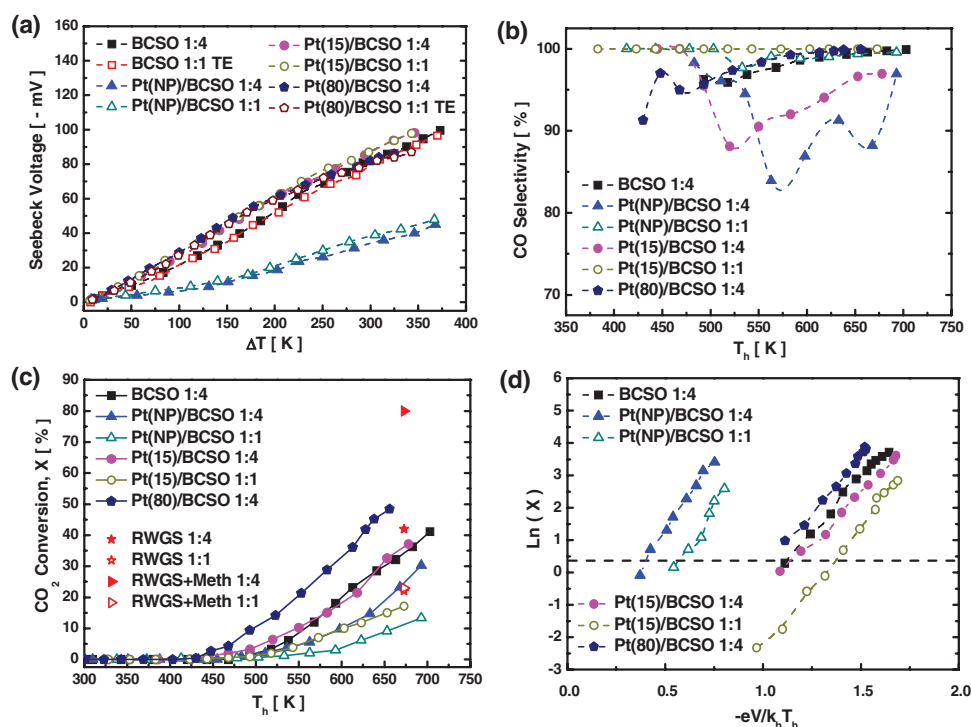 (a)
BCSO 1:4
BCSO 1:1 TE
Pt(NP)/BCSO 1:4
Pt(NP)/BCSO 1:1
Pt(15)/BCSO 1:4
Pt(15)/BCSO 1:1
Pt(80)/BCSO 1:4
Pt(80)/BCSO 1:1 TE
Seebeck Voltage [ - mV]
160
140
120
100
80
60
40
20
0
0 50 100 150 200 250 300 350 400
ΔT [ K ]
(b)
CO Selectivity [ % ]
100
90
80
70
BCSO 1:4
Pt(NP)/BCSO 1:4
Pt(NP)/BCSO 1:1
Pt(15)/BCSO 1:4
Pt(15)/BCSO 1:1
Pt(80)/BCSO 1:4
350 400 450 500 550 600 650 700 750
Th [ K ]
(c)
CO2 Conversion, X [ % ]
90
80
70
60
50
40
30
20
10
0
BCSO 1:4
Pt(NP)/BCSO 1:4
Pt(NP)/BCSO 1:1
Pt(15)/BCSO 1:4
Pt(15)/BCSO 1:1
Pt(80)/BCSO 1:4
RWGS 1:4
RWGS 1:1
RWGS+Meth 1:4
RWGS+Meth 1:1
300 350 400 450 500 550 600 650 700 750
Th [ K ]
(d)
Ln ( X )
6
5
4
3
2
1
0
-1
-2
-3
BCSO 1:4
Pt(NP)/BCSO 1:4
Pt(NP)/BCSO 1:1
Pt(15)/BCSO 1:4
Pt(15)/BCSO 1:1
Pt(80)/BCSO 1:4
0.0 0.5 1.0 1.5 2.0
-eV/kbTh